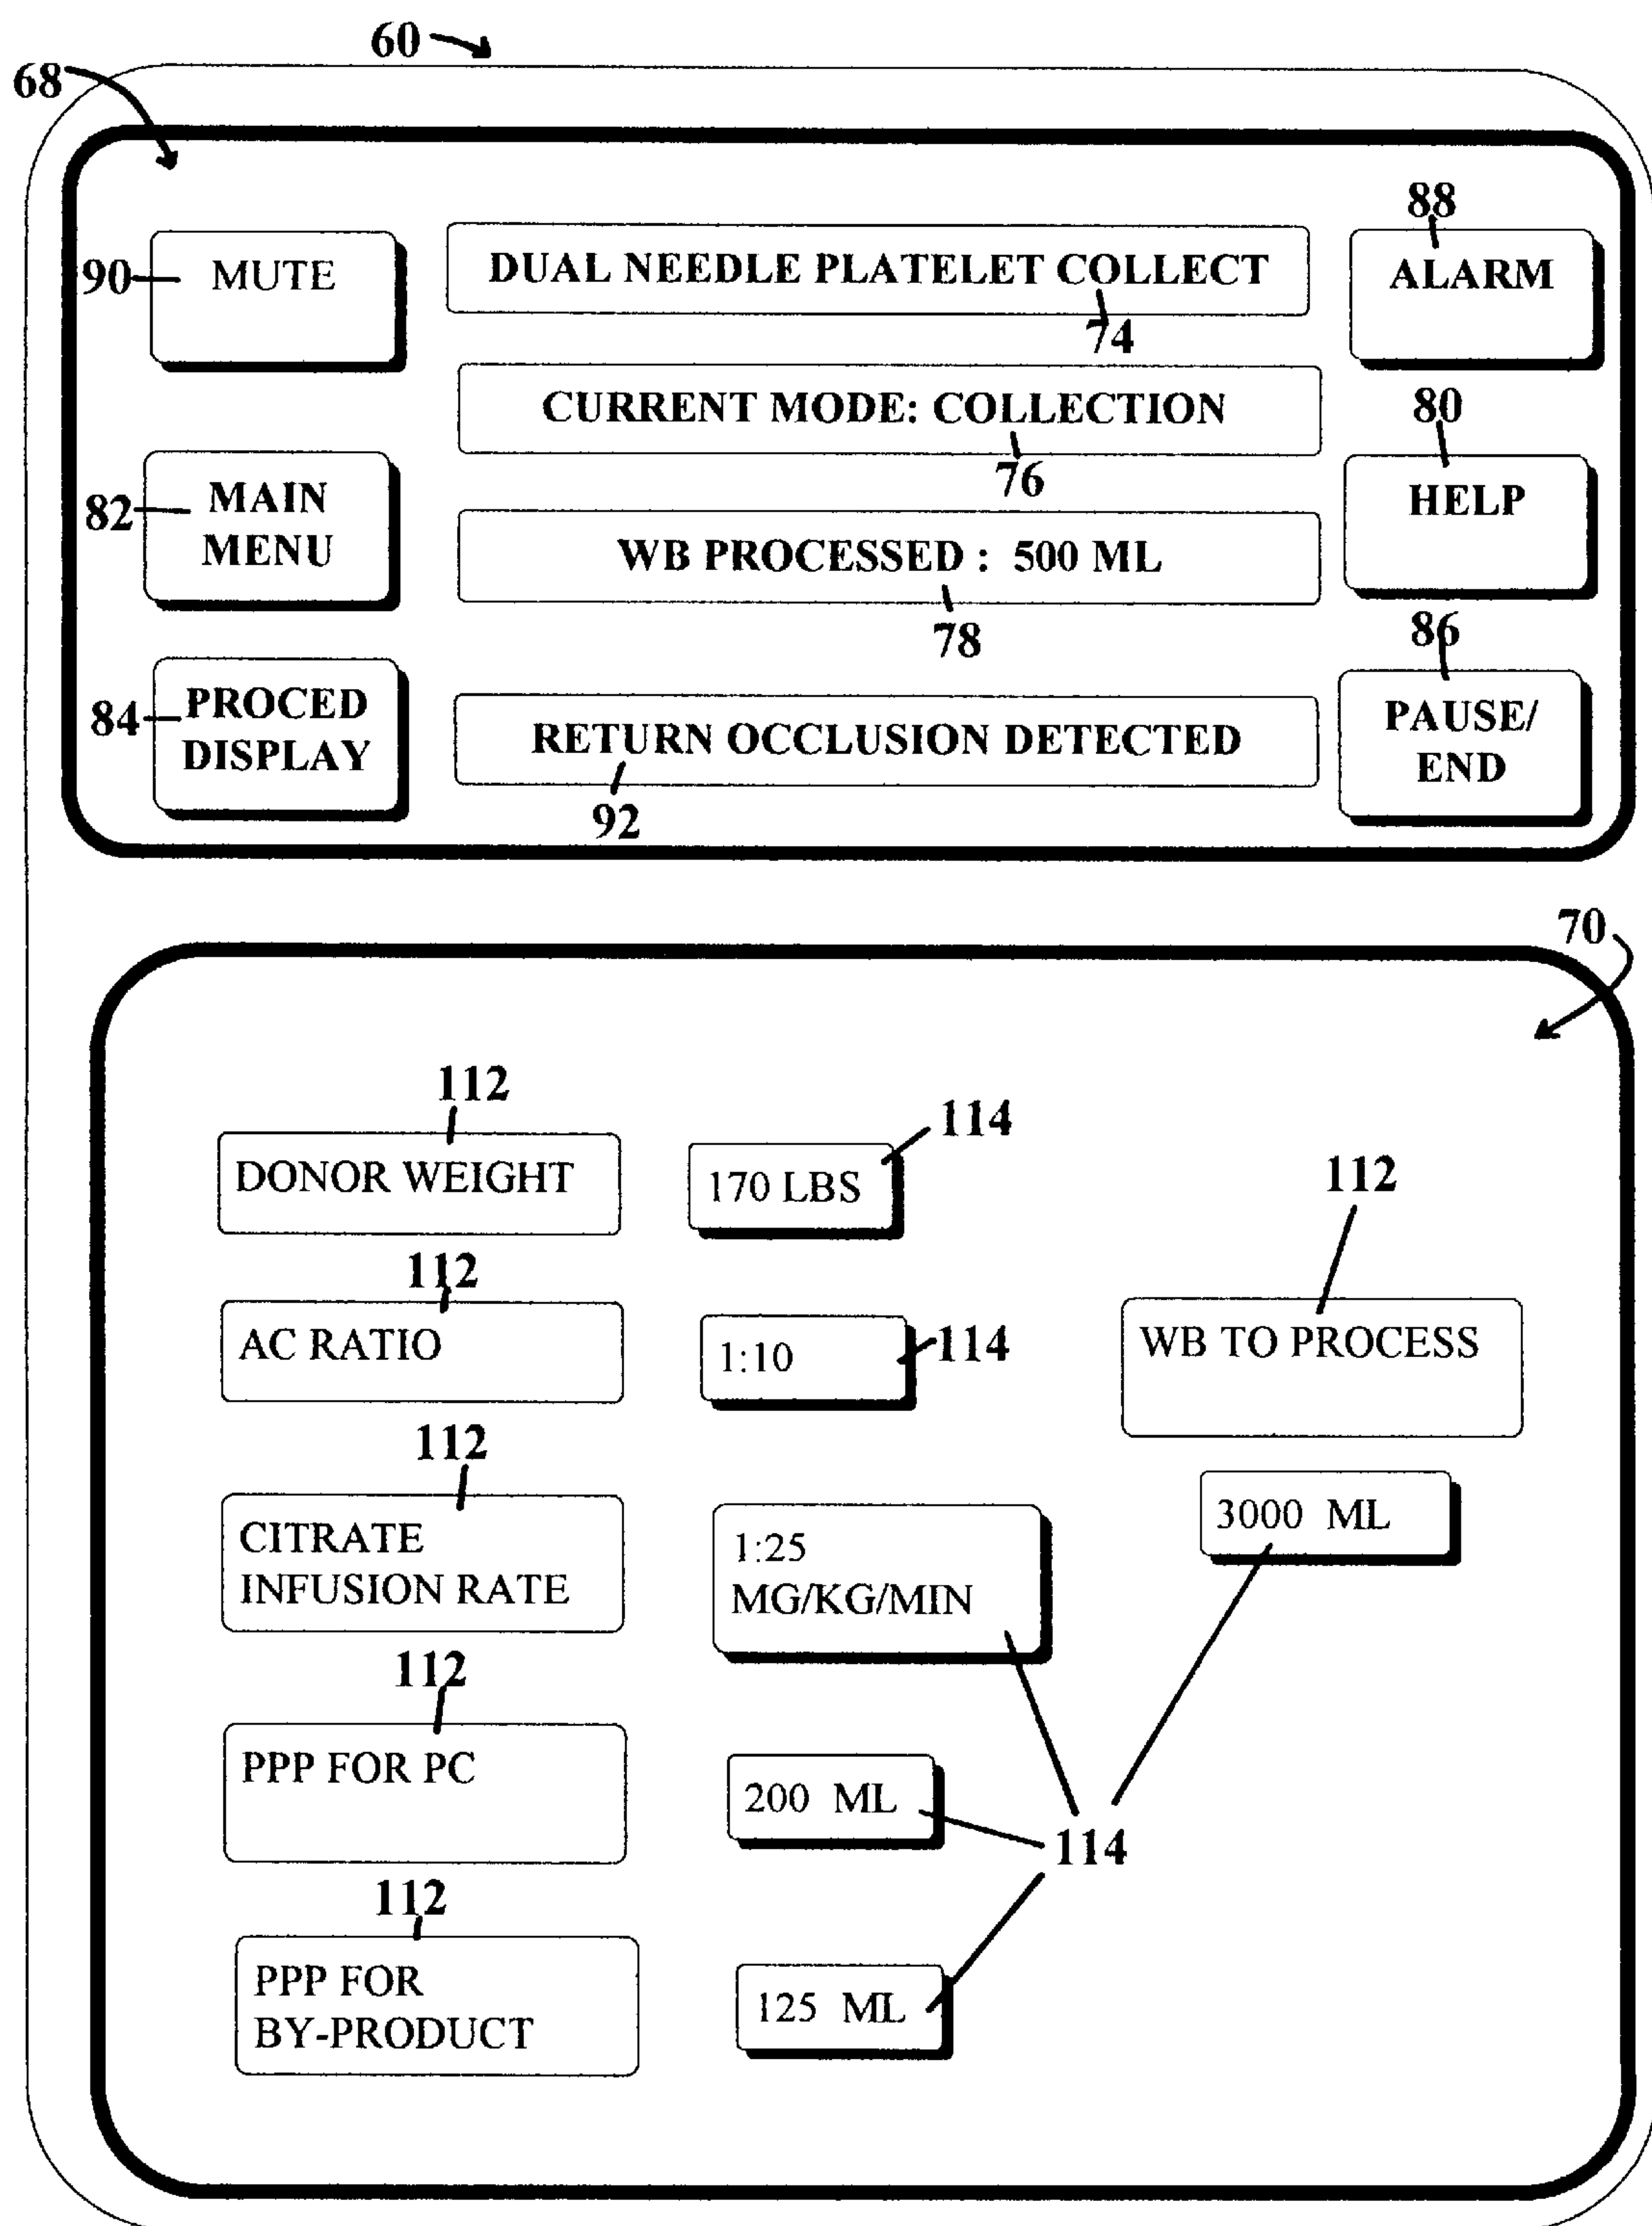 60
68
88
90
MUTE
DUAL NEEDLE PLATELET COLLECT
ALARM
74
CURRENT MODE: COLLECTION
80
76
82
MAIN
MENU
HELP
WB PROCESSED : 500 ML
78
86
84
PROCED
DISPLAY
RETURN OCCLUSION DETECTED
PAUSE/
END
92
70
112
114
DONOR WEIGHT
170 LBS
112
112
AC RATIO
1:10
114
WB TO PROCESS
112
CITRATE
INFUSION RATE
1:25
MG/KG/MIN
3000 ML
112
PPP FOR PC
200 ML
114
112
PPP FOR
BY-PRODUCT
125 ML